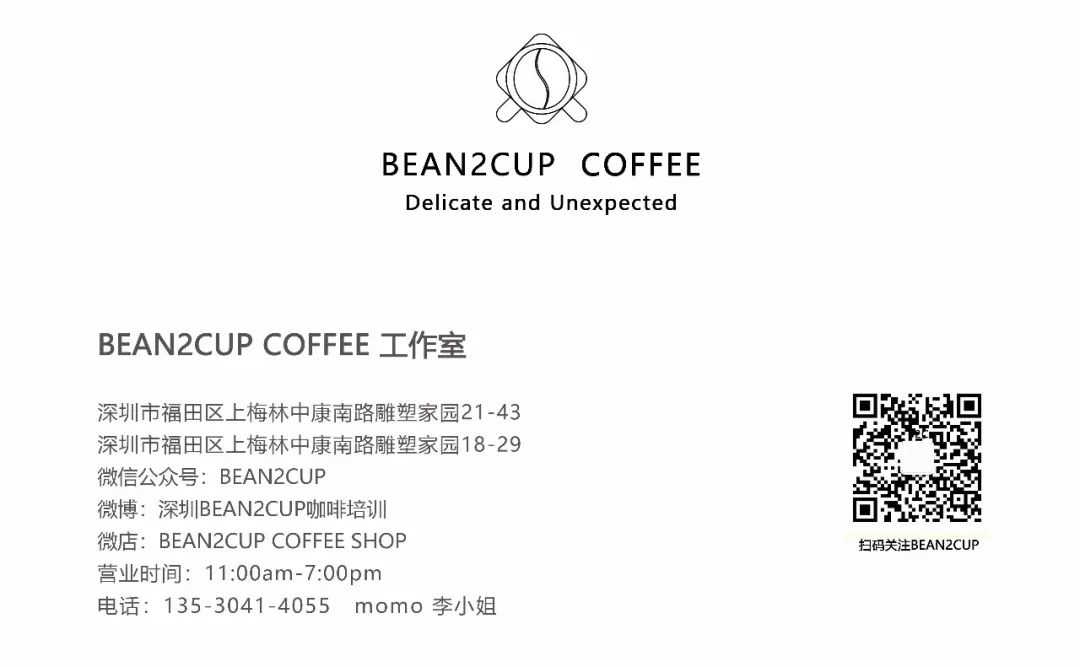 BEAN2CUP COFFEE
Delicate and Unexpected
BEAN2CUP COFFEE 工作室
深圳市福田区上梅林中康南路雕塑家园21-43
深圳市福田区上梅林中康南路雕塑家园18-29
微信公众号：BEAN2CUP
微博：深圳BEAN2CUP咖啡培训
微店：BEAN2CUP COFFEE SHOP
营业时间：11:00am-7:00pm
电话：135-3041-4055 momo 李小姐
扫码关注BEAN2CUP